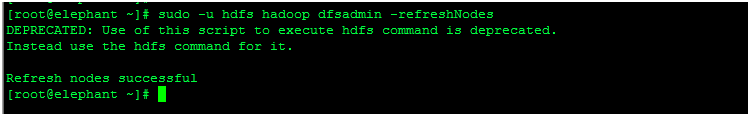 [root@elephant ~]# sudo -u hdfs hadoop dfsadmin -refreshNodes
DEPRECATED: Use of this script to execute hdfs command is deprecated.
Instead use the hdfs command for it.
Refresh nodes successful
[root@elephant ~]#